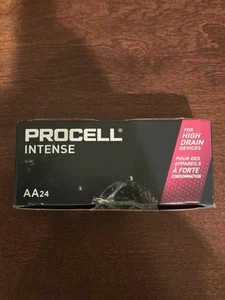 PROCELL®
INTENSE
AA24
FOR
HIGH
DRAIN
DEVICES
POUR DES
APPAREILS
À FORTE
CONSOMMATION